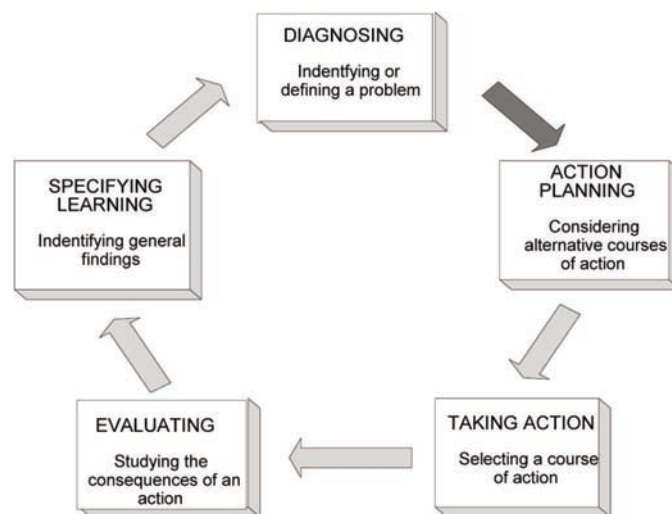 DIAGNOSING
Indentfying or
defining a problem
ACTION
PLANNING
Considering
alternative courses
of action
TAKING ACTION
Selecting a course
of action
EVALUATING
Studying the
consequences of an
action
SPECIFYING
LEARNING
Indentifying general
findings